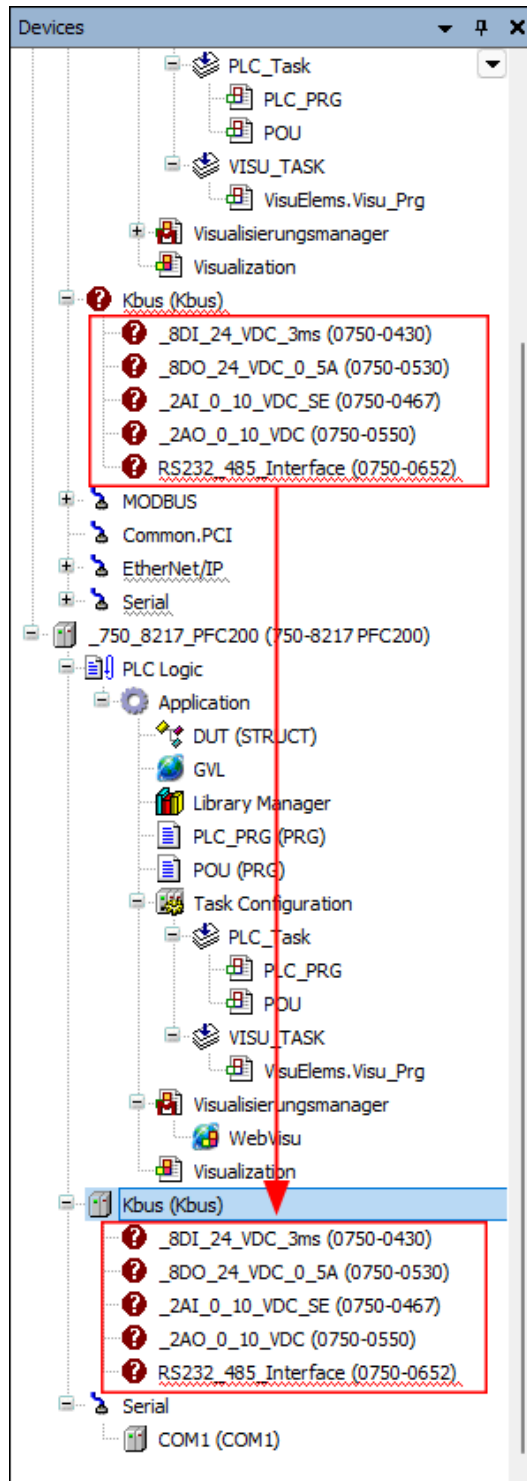 Devices
PLC_Task
PLC_PRG
POU
VISU_TASK
VisuElems.Visu_Prg
Visualisierungsmanager
Visualization
Kbus (Kbus)
_8DI_24_VDC_3ms (0750-0430)
_8DO_24_VDC_0_5A (0750-0530)
_2AI_0_10_VDC_SE (0750-0467)
_2AO_0_10_VDC (0750-0550)
RS232_485_Interface (0750-0652)
MODBUS
Common.PCI
EtherNet/IP
Serial
_750_8217_PFC200 (750-8217 PFC200)
PLC Logic
Application
DUT (STRUCT)
GVL
Library Manager
PLC_PRG (PRG)
POU (PRG)
Task Configuration
PLC_Task
PLC_PRG
POU
VISU_TASK
VisuElems.Visu_Prg
Visualisierungsmanager
WebVisu
Visualization
Kbus (Kbus)
_8DI_24_VDC_3ms (0750-0430)
_8DO_24_VDC_0_5A (0750-0530)
_2AI_0_10_VDC_SE (0750-0467)
_2AO_0_10_VDC (0750-0550)
RS232_485_Interface (0750-0652)
Serial
COM1 (COM1)